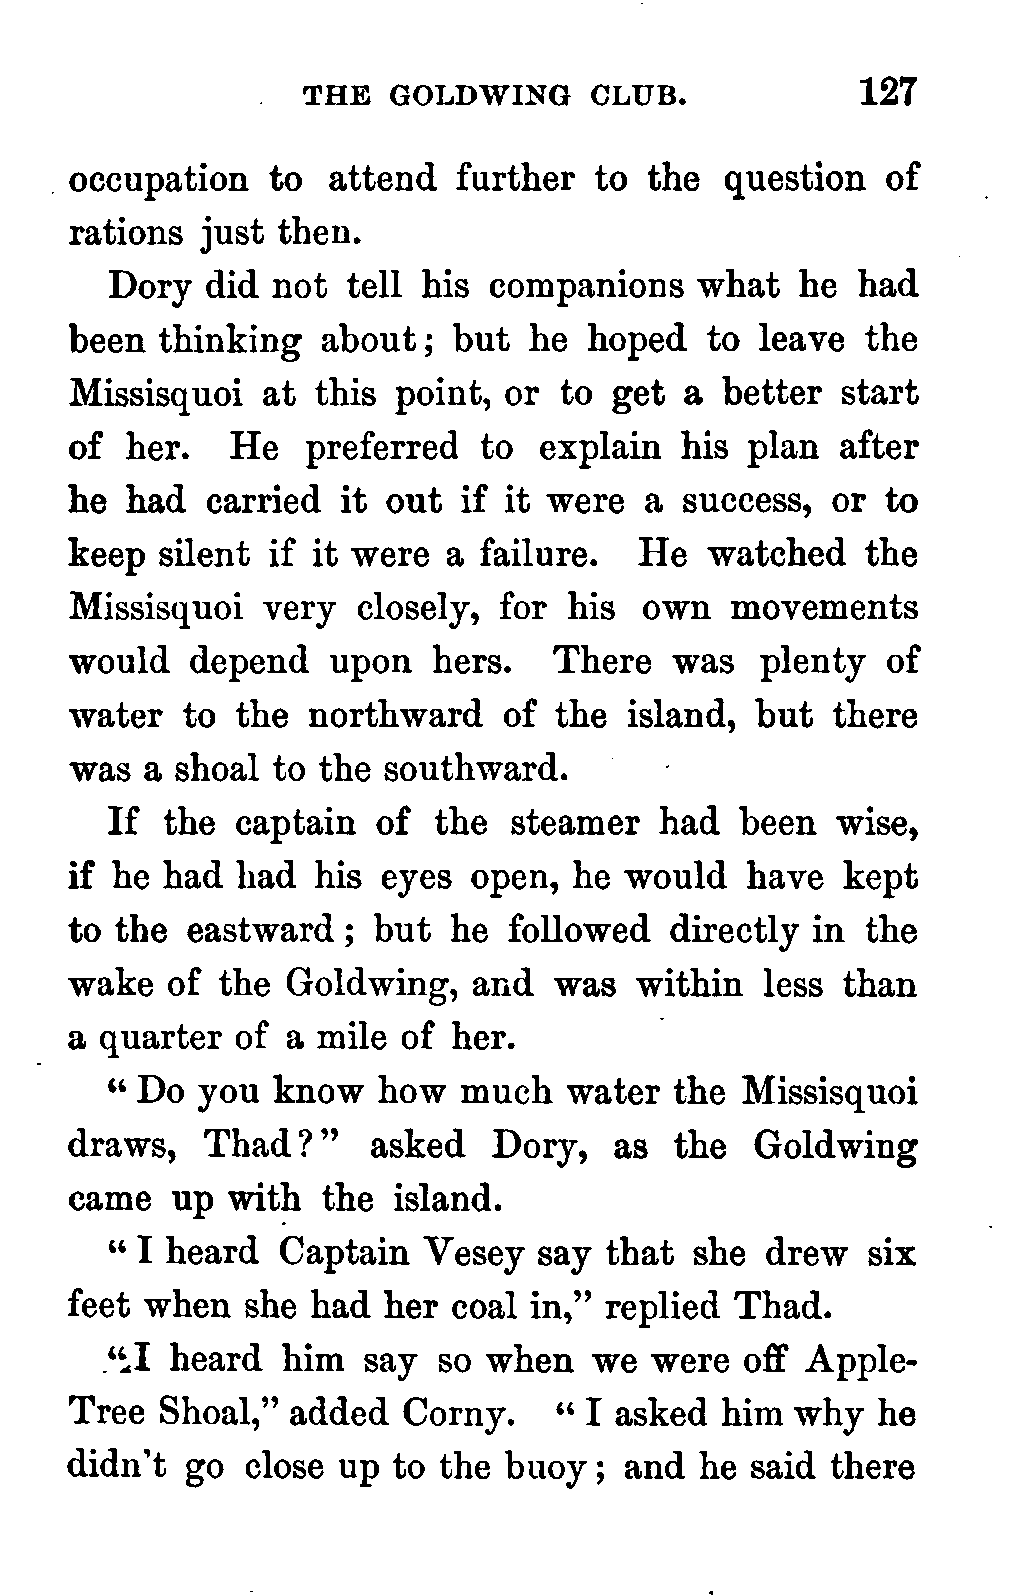 THE GOLDWING CLUB. 127
occupation to attend further to the question of
rations just then.
Dory did not tell his companions what he had
been thinking about; but he hoped to leave the
Missisquoi at this point, or to get a better start
of her. He preferred to explain his plan after
he had carried it out if it were a success, or to
keep silent if it were a failure. He watched the
Missisquoi very closely, for his own movements
would depend upon hers. There was plenty of
water to the northward of the island, but there
was a shoal to the southward.
If the captain of the steamer had been wise,
if he had had his eyes open, he would have kept
to the eastward; but he followed directly in the
wake of the Goldwing, and was within less than
a quarter of a mile of her.
“Do you know how much water the Missisquoi
draws, Thad?” asked Dory, as the Goldwing
came up with the island.
“I heard Captain Vesey say that she drew six
feet when she had her coal in,” replied Thad.
“I heard him say so when we were off Apple-
Tree Shoal,” added Corny. “I asked him why he
didn't go close up to the buoy; and he said there